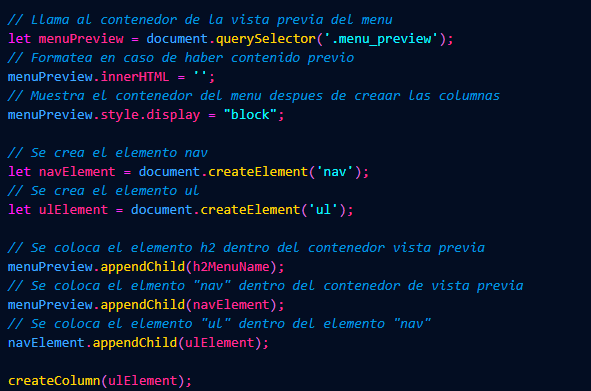 // Llama al contenedor de la vista previa del menu
let menuPreview = document.querySelector('.menu_preview');
// Formatea en caso de haber contenido previo
menuPreview.innerHTML = '';
// Muestra el contenedor del menu despues de creaar las columnas
menuPreview.style.display = "block";
// Se crea el elemento nav
let navElement = document.createElement('nav');
// Se crea el elemento ul
let ulElement = document.createElement('ul');
// Se coloca el elemento h2 dentro del contenedor vista previa
menuPreview.appendChild(h2MenuName);
// Se coloca el elmento "nav" dentro del contenedor de vista previa
menuPreview.appendChild(navElement);
// Se coloca el elemento "ul" dentro del elemento "nav"
navElement.appendChild(ulElement);
createColumn(ulElement);